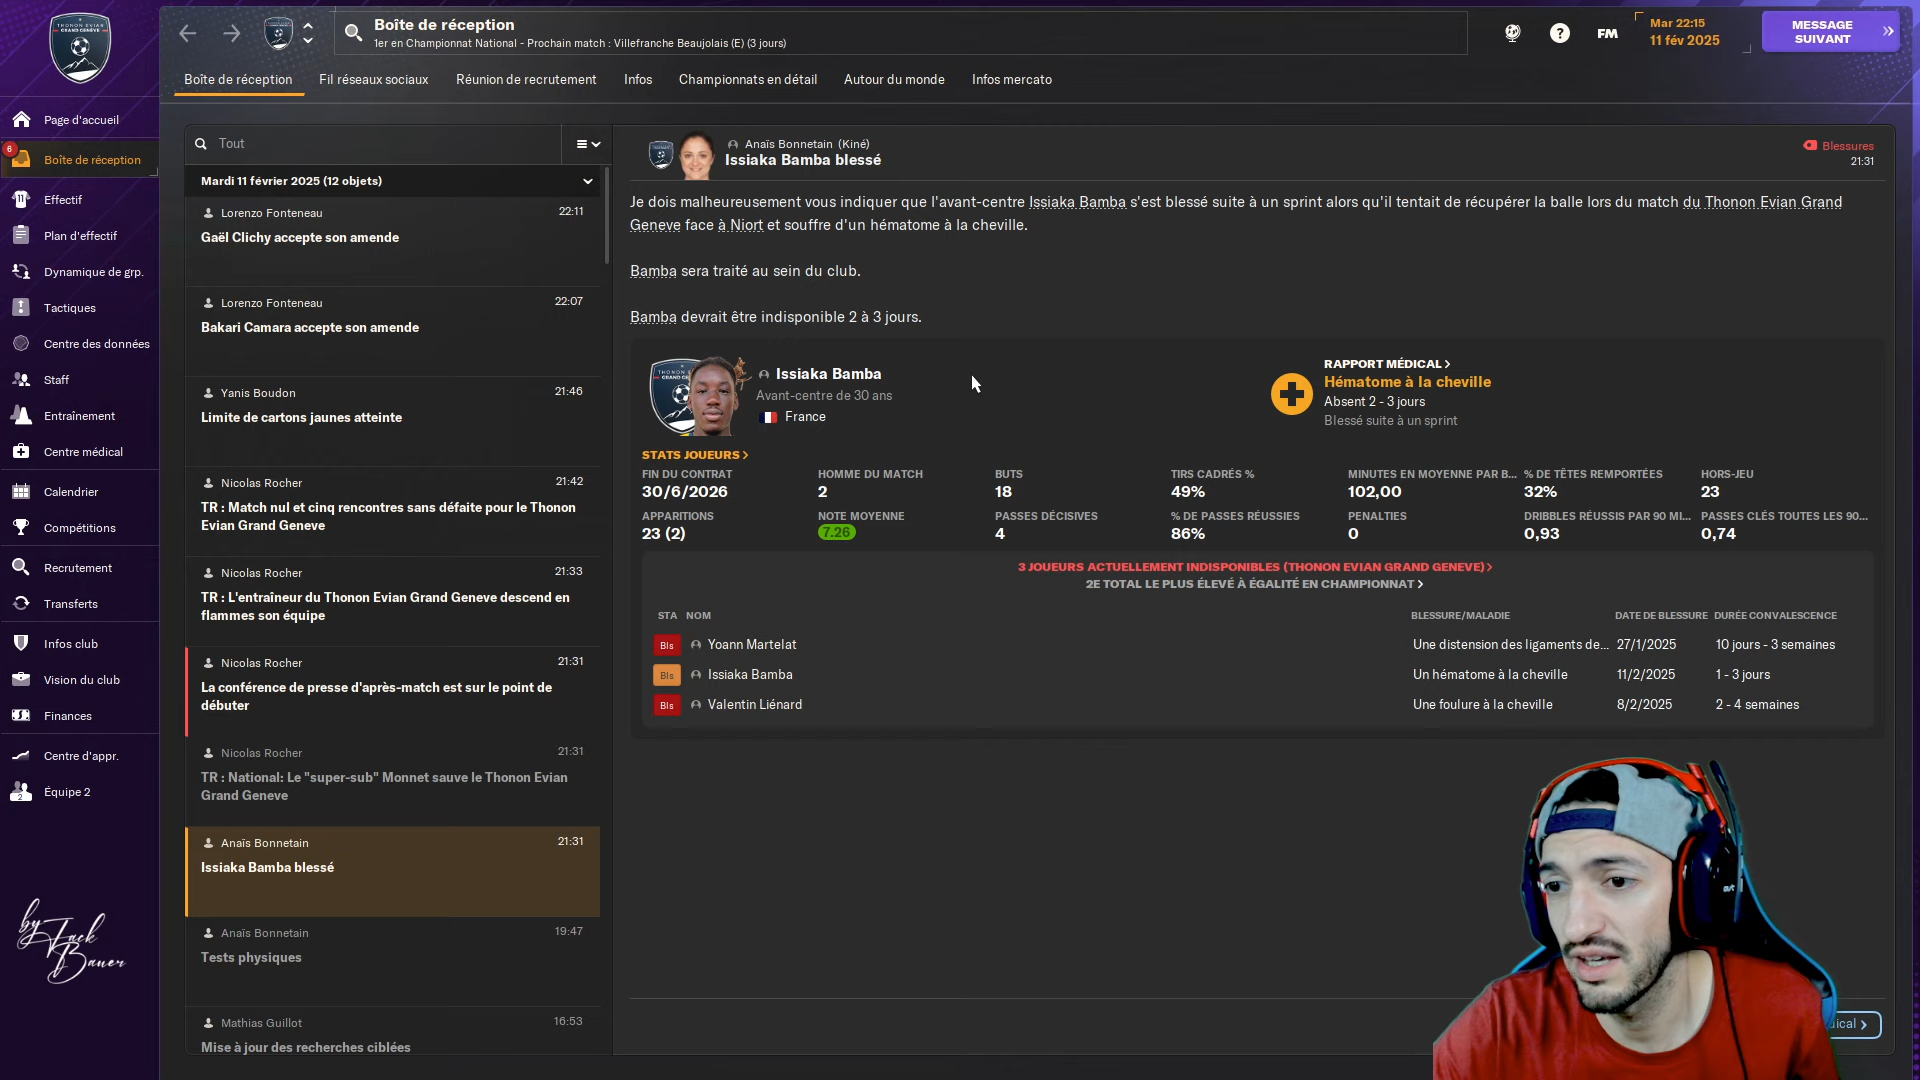 THONON EVIAN
GRAND GENEVE
Boîte de réception
1er en Championnat National - Prochain match : Villefranche Beaujolais (E) (3 jours)
FM
Mar 22:15
11 fév 2025
MESSAGE
SUIVANT
Boîte de réception
Fil réseaux sociaux
Réunion de recrutement
Infos
Championnats en détail
Autour du monde
Infos mercato
Page d'accueil
6
Boîte de réception
Effectif
Plan d'effectif
Dynamique de grp.
Tactiques
Centre des données
Staff
Entraînement
Centre médical
Calendrier
Compétitions
Recrutement
Transferts
Infos club
Vision du club
Finances
Centre d'appr.
2
Équipe 2
by Jack
Bauer
Tout
Mardi 11 février 2025 (12 objets)
Lorenzo Fonteneau 22:11
Gaël Clichy accepte son amende
Lorenzo Fonteneau 22:07
Bakari Camara accepte son amende
Yanis Boudon 21:46
Limite de cartons jaunes atteinte
Nicolas Rocher 21:42
TR : Match nul et cinq rencontres sans défaite pour le Thonon
Evian Grand Geneve
Nicolas Rocher 21:33
TR : L'entraîneur du Thonon Evian Grand Geneve descend en
flammes son équipe
Nicolas Rocher 21:31
La conférence de presse d'après-match est sur le point de
débuter
Nicolas Rocher 21:31
TR : National: Le "super-sub" Monnet sauve le Thonon Evian
Grand Geneve
Anaïs Bonnetain 21:31
Issiaka Bamba blessé
Anaïs Bonnetain 19:47
Tests physiques
Mathias Guillot 16:53
Mise à jour des recherches ciblées
Anaïs Bonnetain (Kiné)
Issiaka Bamba blessé
Blessures
21:31
Je dois malheureusement vous indiquer que l'avant-centre Issiaka Bamba s'est blessé suite à un sprint alors qu'il tentait de récupérer la balle lors du match du Thonon Evian Grand
Geneve face à Niort et souffre d'un hématome à la cheville.
Bamba sera traité au sein du club.
Bamba devrait être indisponible 2 à 3 jours.
Issiaka Bamba
Avant-centre de 30 ans
France
RAPPORT MÉDICAL
Hématome à la cheville
Absent 2 - 3 jours
Blessé suite à un sprint
STATS JOUEURS
FIN DU CONTRAT HOMME DU MATCH BUTS TIRS CADRÉS % MINUTES EN MOYENNE PAR B... % DE TÊTES REMPORTÉES HORS-JEU
30/6/2026 2 18 49% 102,00 32% 23
APPARITIONS NOTE MOYENNE PASSES DÉCISIVES % DE PASSES RÉUSSIES PENALTIES DRIBBLES RÉUSSIS PAR 90 MI... PASSES CLÉS TOUTES LES 90...
23 (2) 7.26 4 86% 0 0,93 0,74
3 JOUEURS ACTUELLEMENT INDISPONIBLES (THONON EVIAN GRAND GENEVE)
2E TOTAL LE PLUS ÉLEVÉ À ÉGALITÉ EN CHAMPIONNAT
STA NOM BLESSURE/MALADIE DATE DE BLESSURE DURÉE CONVALESCENCE
Bls Yoann Martelat Une distension des ligaments de... 27/1/2025 10 jours - 3 semaines
Bls Issiaka Bamba Un hématome à la cheville 11/2/2025 1 - 3 jours
Bls Valentin Liénard Une foulure à la cheville 8/2/2025 2 - 4 semaines